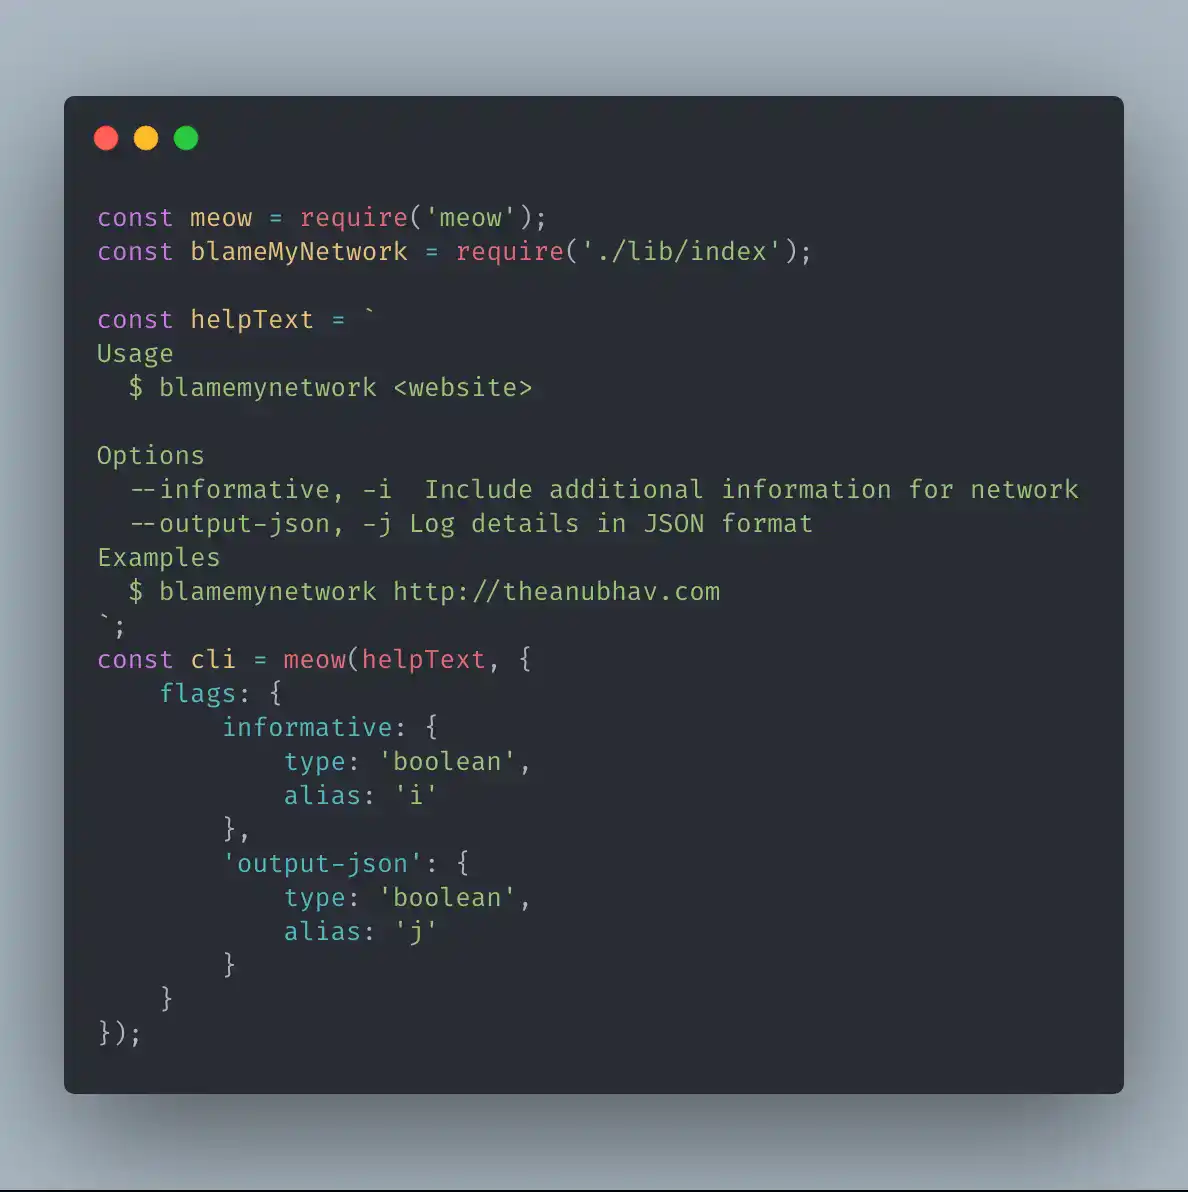 const meow = require('meow');
const blameMyNetwork = require('./lib/index');

const helpText = `
Usage
  $ blamemynetwork <website>

Options
  --informative, -i  Include additional information for network
  --output-json, -j Log details in JSON format
Examples
  $ blamemynetwork http://theanubhav.com
`;
const cli = meow(helpText, {
    flags: {
        informative: {
            type: 'boolean',
            alias: 'i'
        },
        'output-json': {
            type: 'boolean',
            alias: 'j'
        }
    }
});